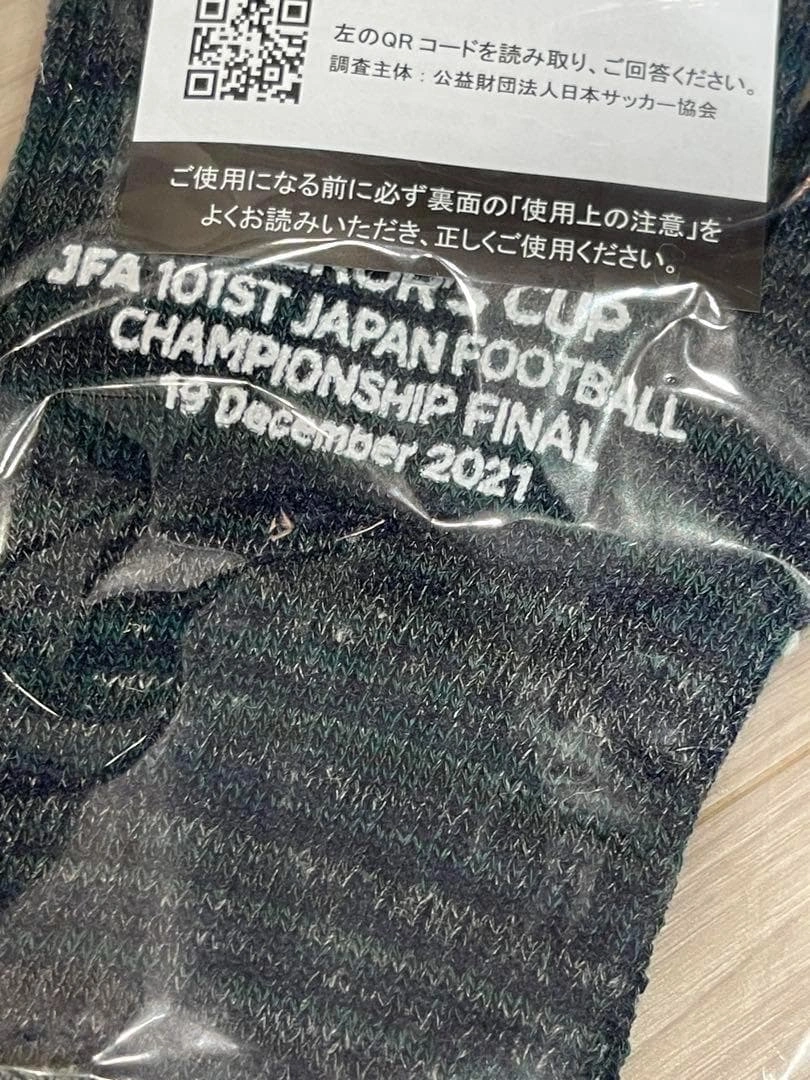 左のQRコードを読み取り、ご回答ください。
調査主体：公益財団法人日本サッカー協会
ご使用になる前に必ず裏面の「使用上の注意」を
よくお読みいただき、正しくご使用ください。
CUP
JFA 101ST JAPAN FOOTBALL
CHAMPIONSHIP FINAL
19 December 2021